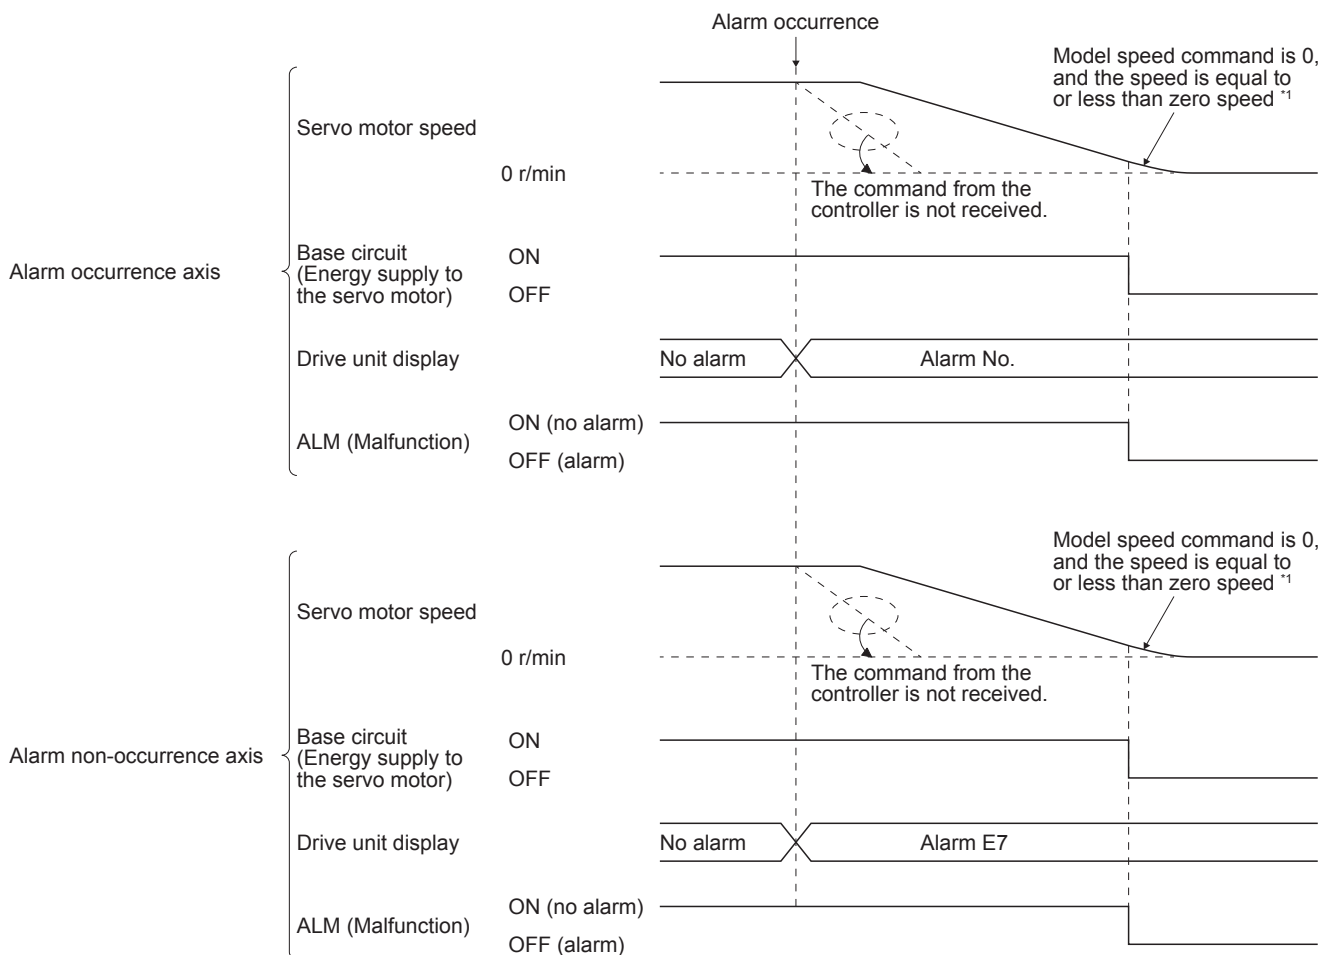 Alarm occurrence
Model speed command is 0,
and the speed is equal to
or less than zero speed *1
Servo motor speed
0 r/min
The command from the
controller is not received.
Alarm occurrence axis
Base circuit
(Energy supply to
the servo motor)
ON
OFF
Drive unit display
No alarm
Alarm No.
ALM (Malfunction)
ON (no alarm)
OFF (alarm)
Model speed command is 0,
and the speed is equal to
or less than zero speed *1
Servo motor speed
0 r/min
The command from the
controller is not received.
Alarm non-occurrence axis
Base circuit
(Energy supply to
the servo motor)
ON
OFF
Drive unit display
No alarm
Alarm E7
ALM (Malfunction)
ON (no alarm)
OFF (alarm)